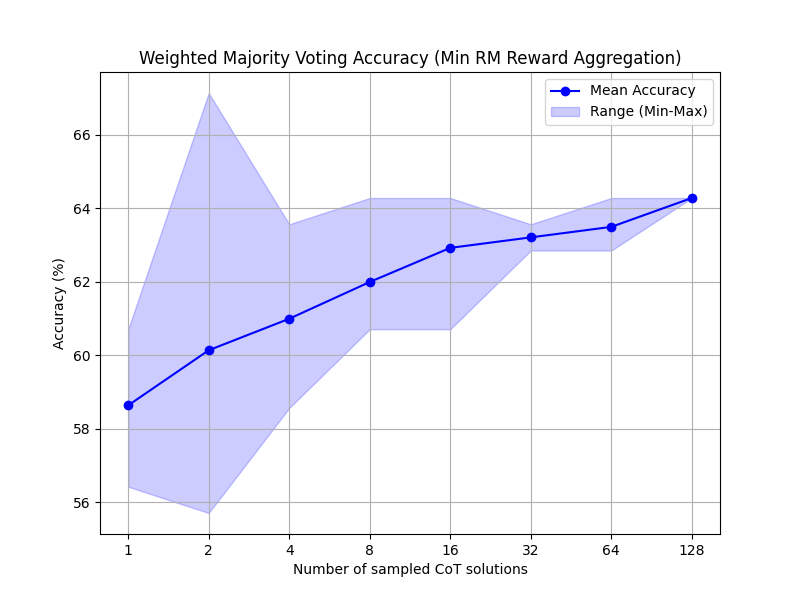 Weighted Majority Voting Accuracy (Min RM Reward Aggregation)
Mean Accuracy
Range (Min-Max)
Accuracy (%)
66
64
62
60
58
56
1 2 4 8 16 32 64 128
Number of sampled CoT solutions